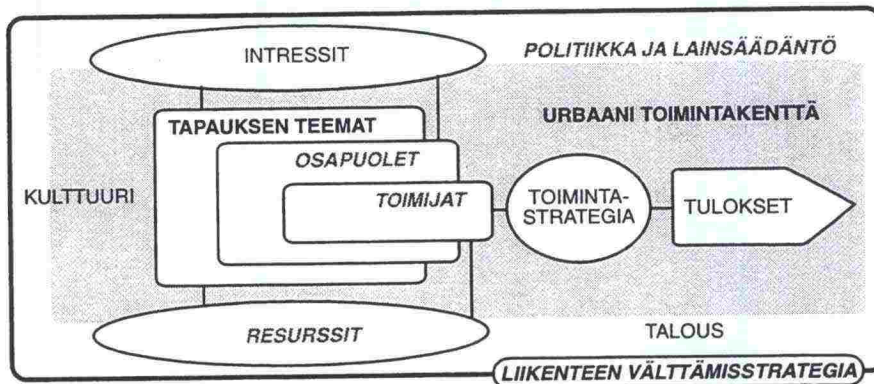 INTRESSIT
POLITIIKKA JA LAINSÄÄDÄNTÖ
URBAANI TOIMINTAKENTTÄ
TAPAUKSEN TEEMAT
OSAPUOLET
TOIMIJAT
KULTTUURI
TOIMINTA-
STRATEGIA
TULOKSET
RESURSSIT
TALOUS
LIIKENTEEN VÄLTTÄMISSTRATEGIA